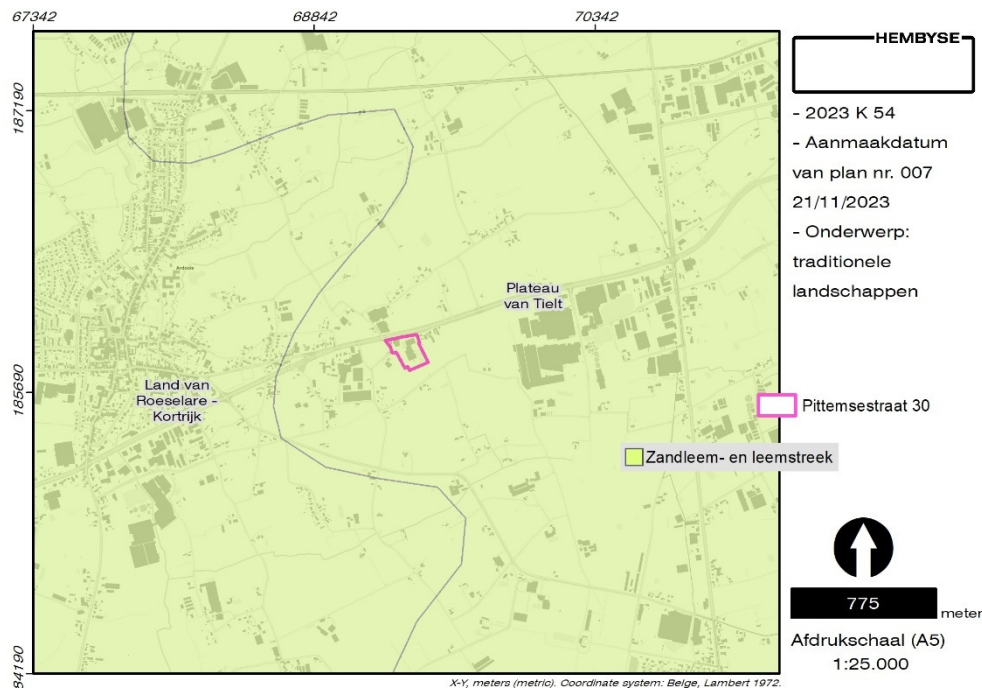 67342
68842
70342
187190
185690
84190
Ardooie
Plateau
van Tielt
Land van
Roeselare -
Kortrijk
HEMBYSE
- 2023 K 54
- Aanmaakdatum
van plan nr. 007
21/11/2023
- Onderwerp:
traditionele
landschappen
Pittemsestraat 30
Zandleem- en leemstreek
775
meter
Afdrukschaal (A5)
1:25.000
X-Y, meters (metric). Coordinate system: Belge, Lambert 1972.